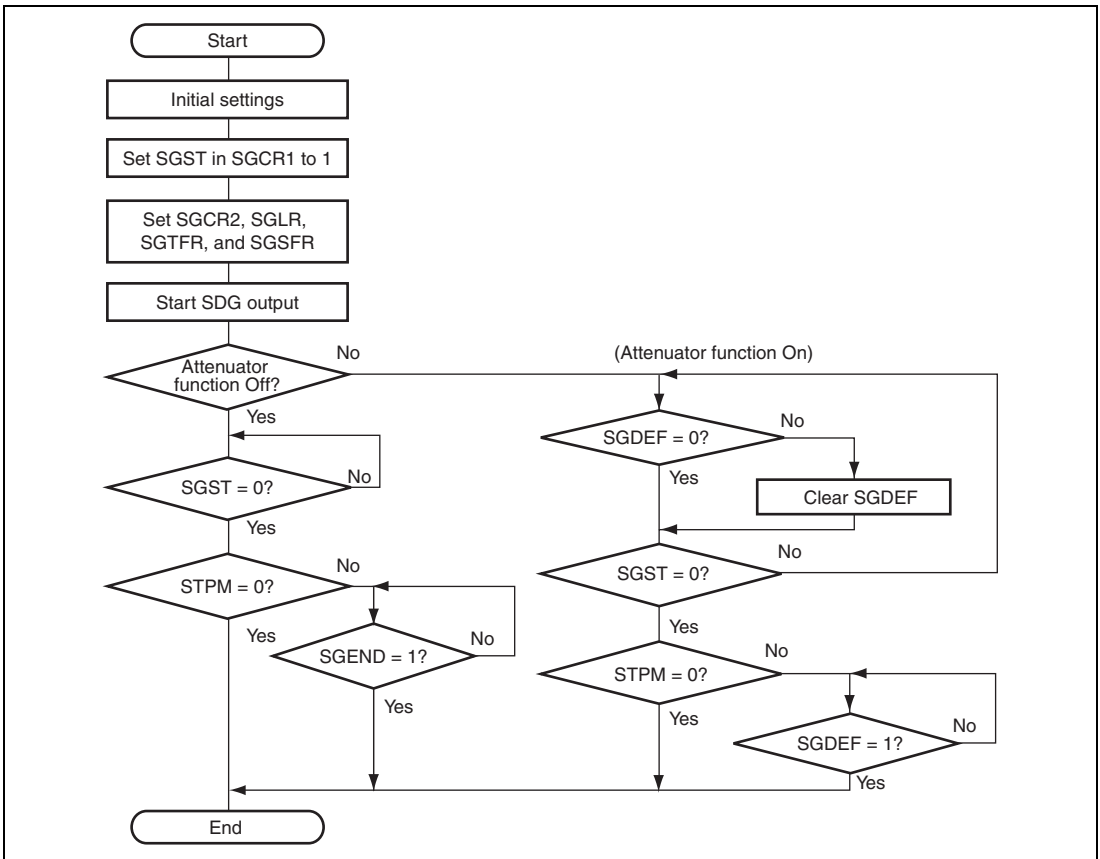 Start
Initial settings
Set SGST in SGCR1 to 1
Set SGCR2, SGLR,
SGTFR, and SGSFR
Start SDG output
Attenuator
function Off?
No
Yes
SGST = 0?
No
Yes
STPM = 0?
No
Yes
SGEND = 1?
No
Yes
(Attenuator function On)
SGDEF = 0?
No
Yes
Clear SGDEF
SGST = 0?
No
Yes
STPM = 0?
No
Yes
SGDEF = 1?
No
Yes
End